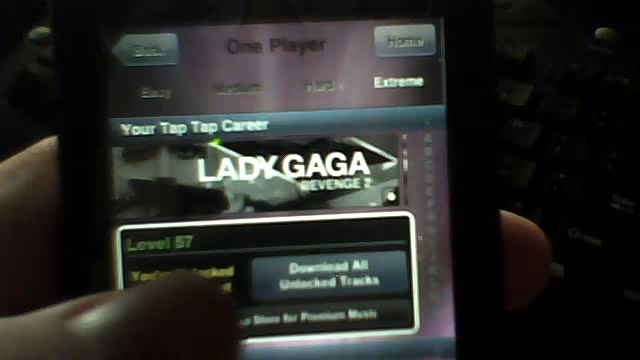 Back One Player Home
Easy Medium Hard Extreme
Your Tap Tap Career
LADY GAGA
REVENGE 2
Level 57
Download All
Unlocked Tracks
Store for Premium Music